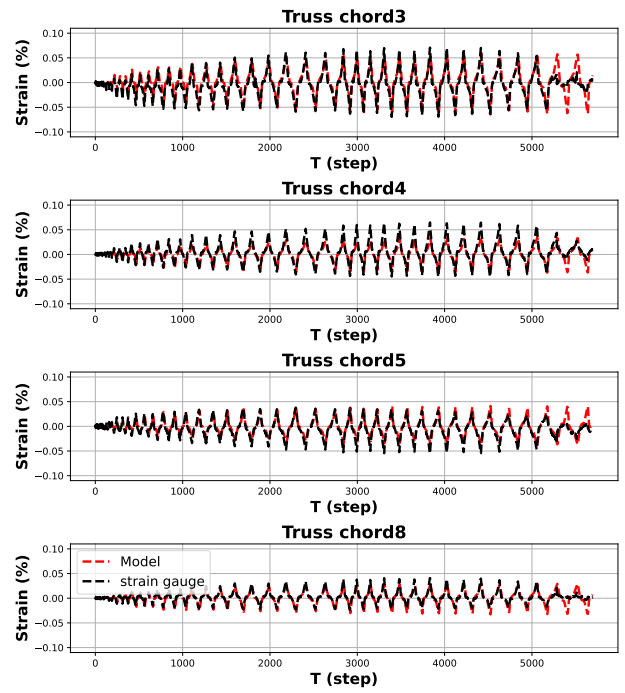 Truss chord3
0.10
0.05
0.00
−0.05
−0.10
Strain (%)
0 1000 2000 3000 4000 5000
T (step)
Truss chord4
0.10
0.05
0.00
−0.05
−0.10
Strain (%)
0 1000 2000 3000 4000 5000
T (step)
Truss chord5
0.10
0.05
0.00
−0.05
−0.10
Strain (%)
0 1000 2000 3000 4000 5000
T (step)
Truss chord8
0.10
0.05
0.00
−0.05
−0.10
Strain (%)
Model
strain gauge
0 1000 2000 3000 4000 5000
T (step)